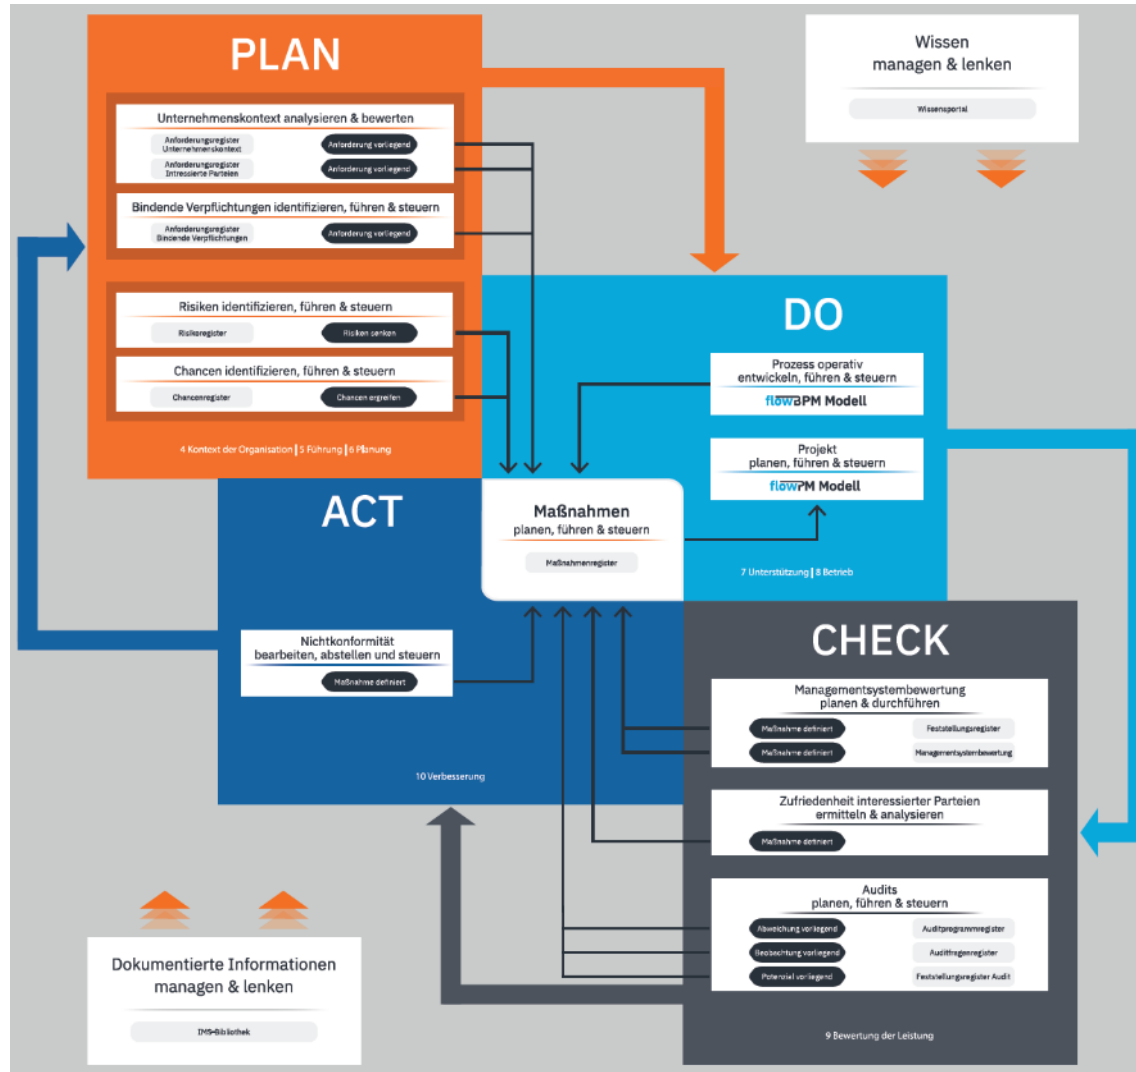 PLAN
Unternehmenskontext analysieren & bewerten
Anforderungsregister
Unternehmenskontext
Anforderung vorliegend
Anforderungsregister
Intressierte Parteien
Anforderung vorliegend
Bindende Verpflichtungen identifizieren, führen & steuern
Anforderungsregister
Bindende Verpflichtungen
Anforderung vorliegend
Risiken identifizieren, führen & steuern
Risikoregister
Risiken senken
Chancen identifizieren, führen & steuern
Chancenregister
Chancen ergreifen
4 Kontext der Organisation | 5 Führung | 6 Planung
Wissen
managen & lenken
Wissensportal
DO
Prozess operativ
entwickeln, führen & steuern
flowBPM Modell
Projekt
planen, führen & steuern
flowPM Modell
7 Unterstützung | 8 Betrieb
ACT
Maßnahmen
planen, führen & steuern
Maßnahmenregister
Nichtkonformität
bearbeiten, abstellen und steuern
Maßnahme definiert
10 Verbesserung
CHECK
Managementsystembewertung
planen & durchführen
Maßnahme definiert
Feststellungsregister
Maßnahme definiert
Managementsystembewertung
Zufriedenheit interessierter Parteien
ermitteln & analysieren
Maßnahme definiert
Audits
planen, führen & steuern
Abweichung vorliegend
Auditprogrammregister
Beobachtung vorliegend
Auditfragenregister
Potenzial vorliegend
Feststellungsregister Audit
9 Bewertung der Leistung
Dokumentierte Informationen
managen & lenken
IMS-Bibliothek